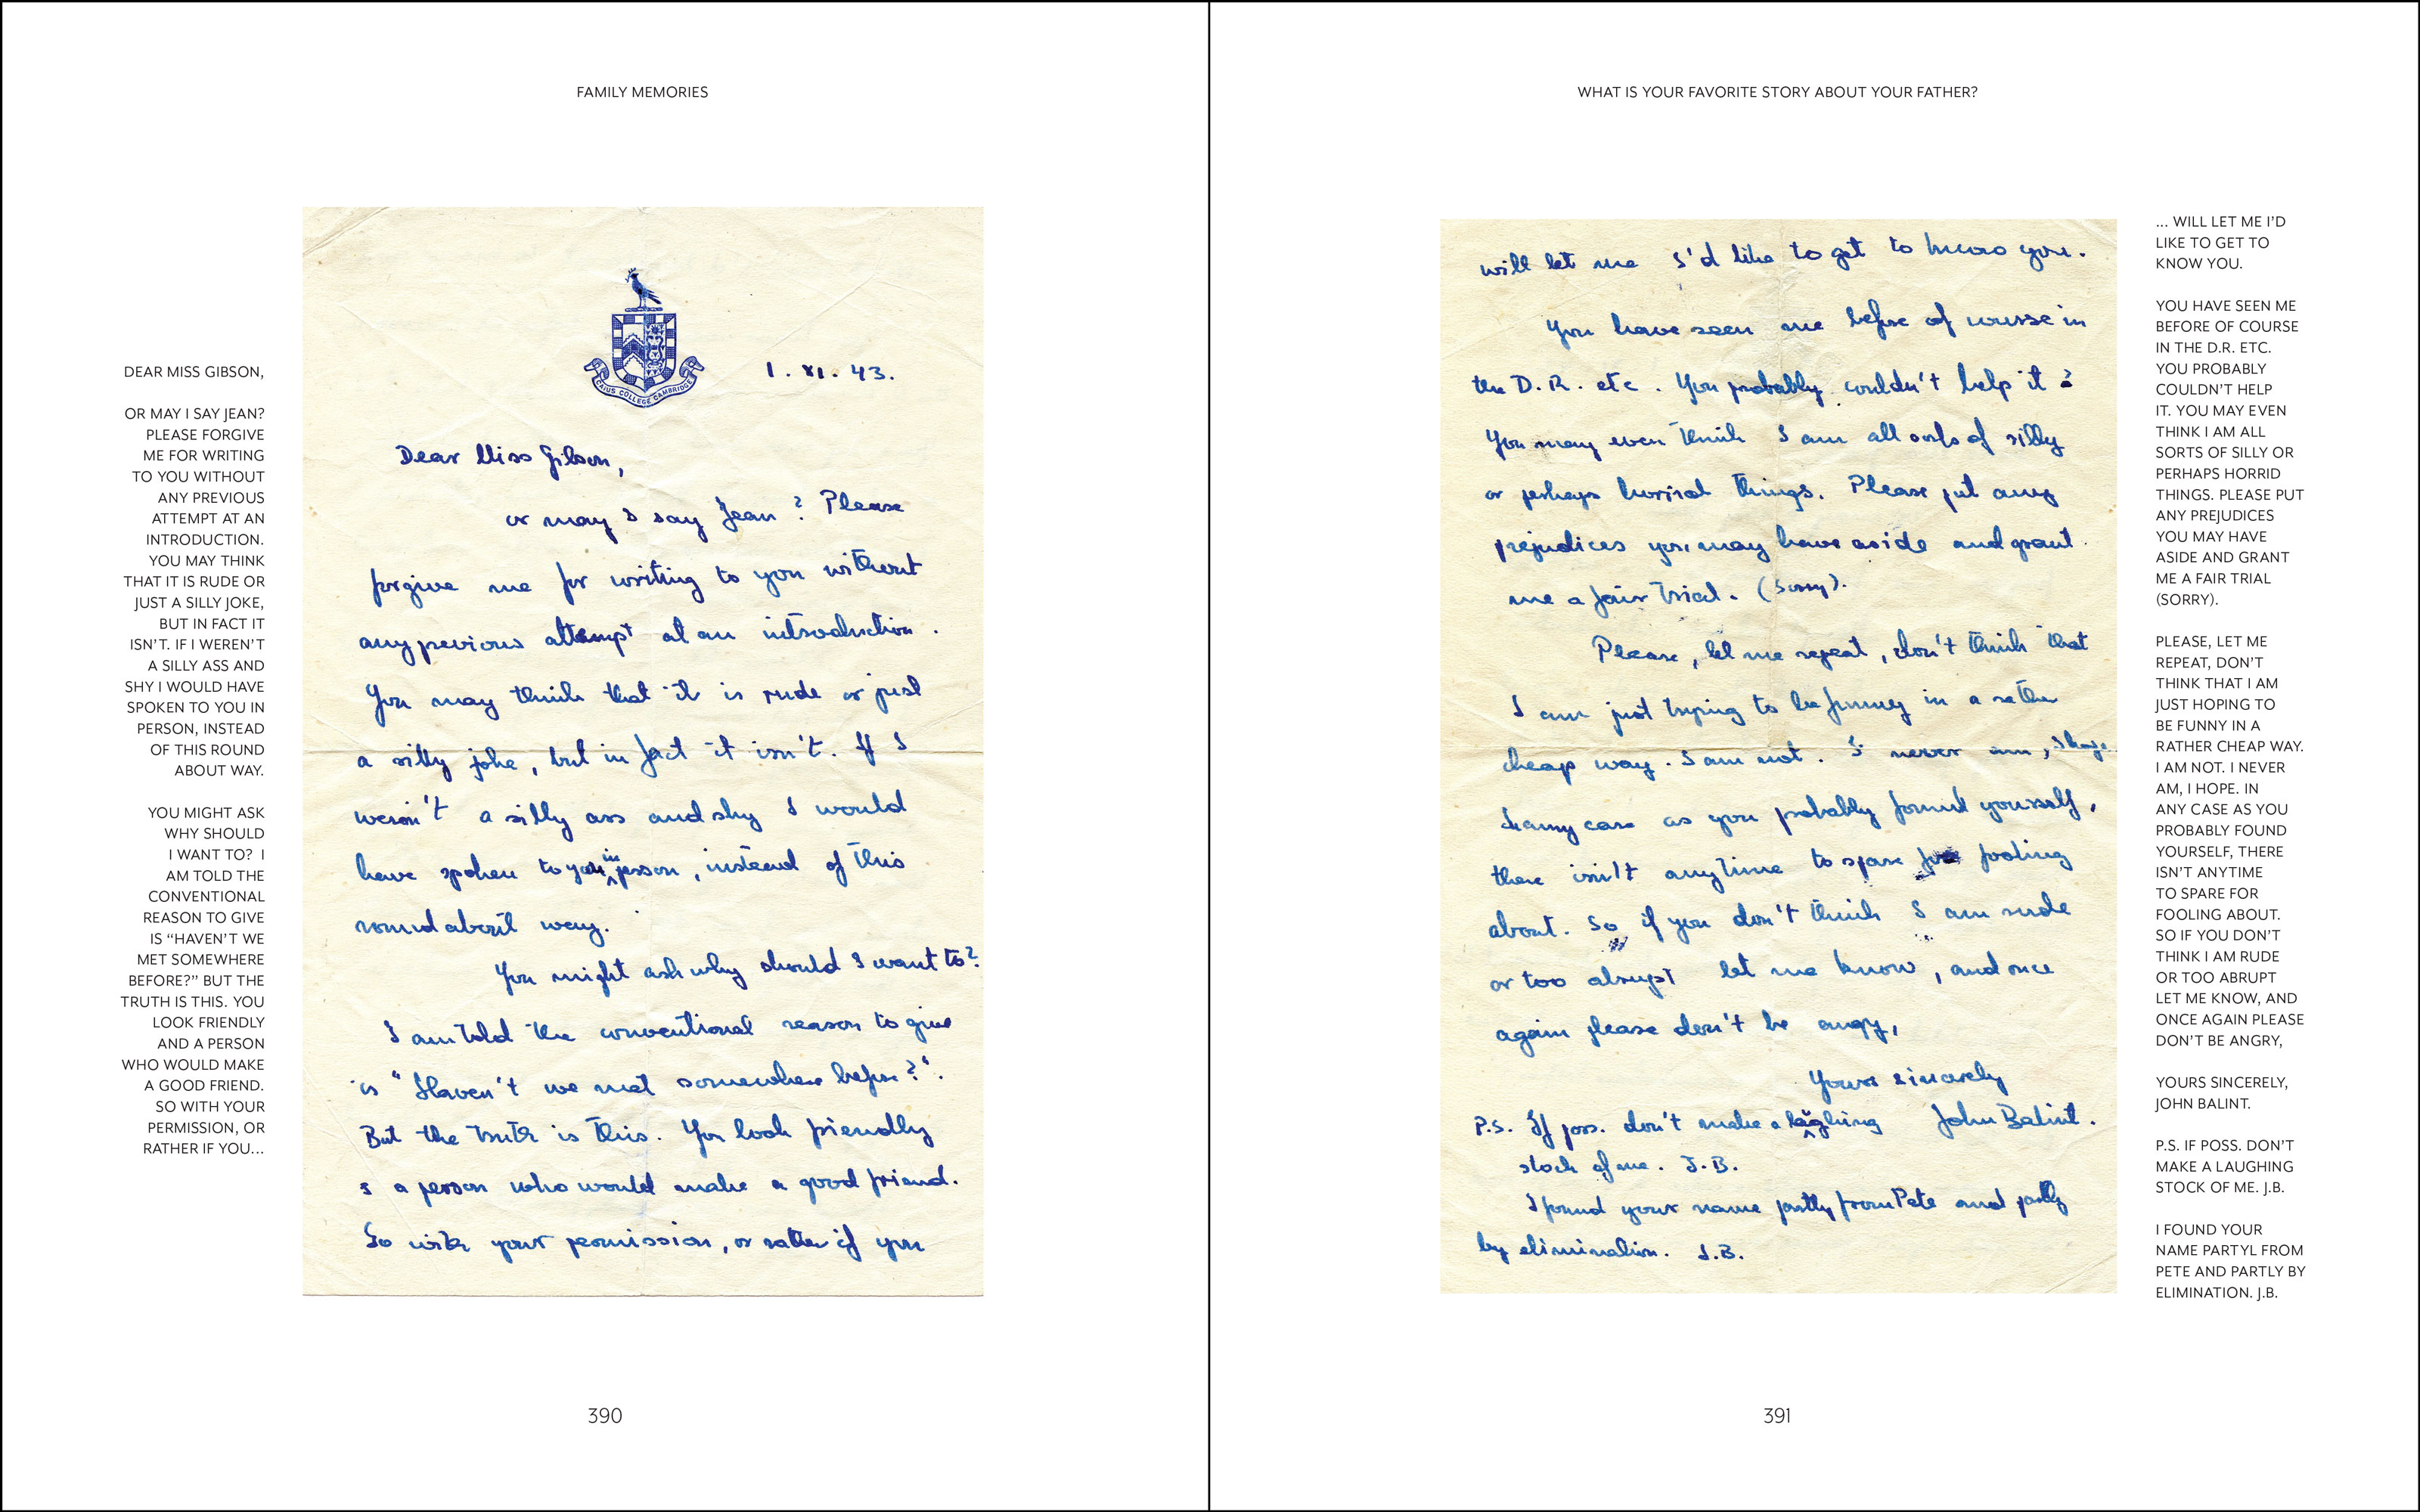 FAMILY MEMORIES
DEAR MISS GIBSON,
OR MAY I SAY JEAN?
PLEASE FORGIVE
ME FOR WRITING
TO YOU WITHOUT
ANY PREVIOUS
ATTEMPT AT AN
INTRODUCTION.
YOU MAY THINK
THAT IT IS RUDE OR
JUST A SILLY JOKE,
BUT IN FACT IT
ISN'T. IF I WEREN'T
A SILLY ASS AND
SHY I WOULD HAVE
SPOKEN TO YOU IN
PERSON, INSTEAD
OF THIS ROUND
ABOUT WAY.
YOU MIGHT ASK
WHY SHOULD
I WANT TO? I
AM TOLD THE
CONVENTIONAL
REASON TO GIVE
IS “HAVEN'T WE
MET SOMEWHERE
BEFORE?” BUT THE
TRUTH IS THIS. YOU
LOOK FRIENDLY
AND A PERSON
WHO WOULD MAKE
A GOOD FRIEND.
SO WITH YOUR
PERMISSION, OR
RATHER IF YOU...
CAIUS COLLEGE CAMBRIDGE
1. XI. 43.
Dear Miss Gibson,
or may I say Jean? Please
forgive me for writing to you without
any previous attempt at an introduction.
You may think that it is rude or just
a silly joke, but in fact it isn't. If I
weren't a silly ass and shy I would
have spoken to you in person, instead of this
round about way.
You might ask why should I want to?
I am told the conventional reason to give
is "Haven't we met somewhere before?".
But the truth is this. You look friendly
& a person who would make a good friend.
So with your permission, or rather if you
390
WHAT IS YOUR FAVORITE STORY ABOUT YOUR FATHER?
will let me I'd like to get to know you.
You have seen me before of course in
the D.R. etc. You probably couldn't help it.
You may even think I am all sorts of silly
or perhaps horrid things. Please put any
prejudices you may have aside and grant
me a fair trial. (Sorry).
Please, let me repeat, don't think that
I am just trying to be funny in a rather
cheap way. I am not. I never am, I hope.
In any case as you probably found yourself,
there isn't anytime to spare for fooling
about. So if you don't think I am rude
or too abrupt let me know, and once
again please don't be angry,
Yours sincerely
John Balint.
P.S. If poss. don't make a laughing
stock of me. J.B.
I found your name partly from Pete and partly
by elimination. J.B.
... WILL LET ME I'D
LIKE TO GET TO
KNOW YOU.
YOU HAVE SEEN ME
BEFORE OF COURSE
IN THE D.R. ETC.
YOU PROBABLY
COULDN'T HELP
IT. YOU MAY EVEN
THINK I AM ALL
SORTS OF SILLY OR
PERHAPS HORRID
THINGS. PLEASE PUT
ANY PREJUDICES
YOU MAY HAVE
ASIDE AND GRANT
ME A FAIR TRIAL
(SORRY).
PLEASE, LET ME
REPEAT, DON'T
THINK THAT I AM
JUST HOPING TO
BE FUNNY IN A
RATHER CHEAP WAY.
I AM NOT. I NEVER
AM, I HOPE. IN
ANY CASE AS YOU
PROBABLY FOUND
YOURSELF, THERE
ISN'T ANYTIME
TO SPARE FOR
FOOLING ABOUT.
SO IF YOU DON'T
THINK I AM RUDE
OR TOO ABRUPT
LET ME KNOW, AND
ONCE AGAIN PLEASE
DON'T BE ANGRY,
YOURS SINCERELY,
JOHN BALINT.
P.S. IF POSS. DON'T
MAKE A LAUGHING
STOCK OF ME. J.B.
I FOUND YOUR
NAME PARTYL FROM
PETE AND PARTLY BY
ELIMINATION. J.B.
391